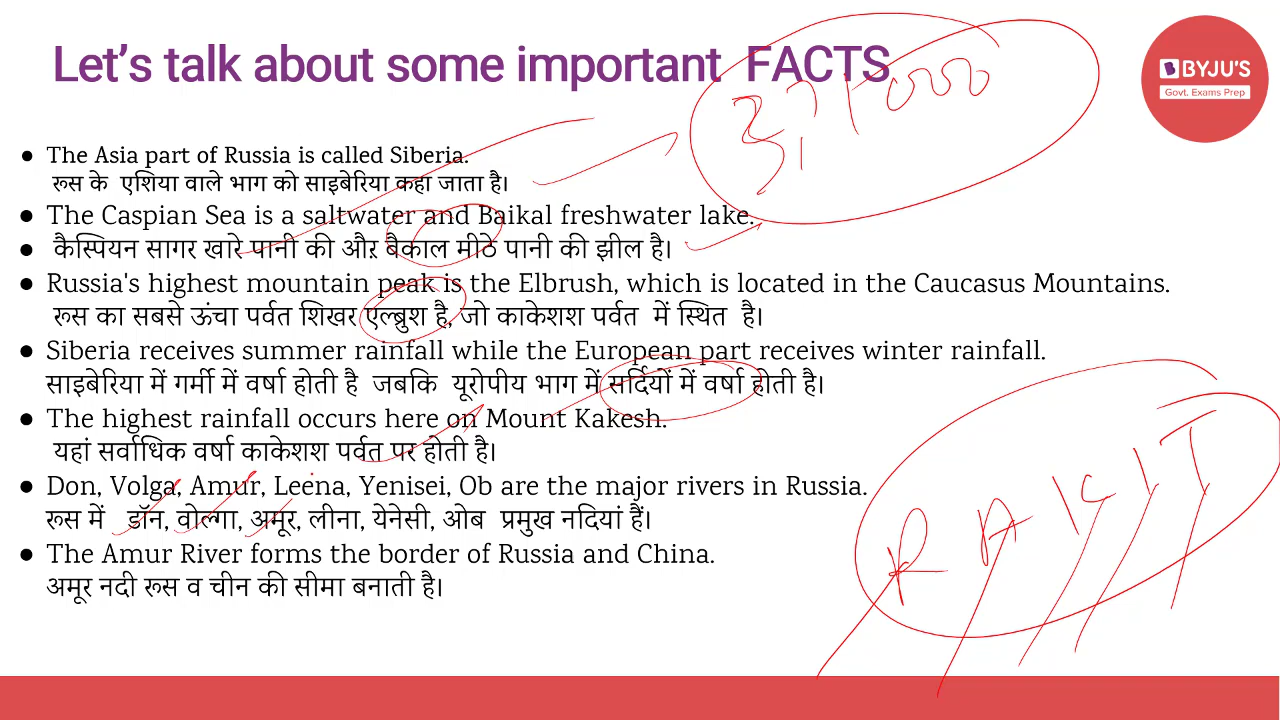 Let's talk about some important FACTS
BYJU'S
Govt. Exams Prep
● The Asia part of Russia is called Siberia.
रूस के एशिया वाले भाग को साइबेरिया कहा जाता है।
● The Caspian Sea is a saltwater and Baikal freshwater lake.
● कैस्पियन सागर खारे पानी की और बैकाल मीठे पानी की झील है।
● Russia's highest mountain peak is the Elbrush, which is located in the Caucasus Mountains.
रूस का सबसे ऊंचा पर्वत शिखर एल्ब्रुश है, जो काकेशश पर्वत में स्थित है।
● Siberia receives summer rainfall while the European part receives winter rainfall.
साइबेरिया में गर्मी में वर्षा होती है जबकि यूरोपीय भाग में सर्दियों में वर्षा होती है।
● The highest rainfall occurs here on Mount Kakesh.
यहां सर्वाधिक वर्षा काकेशश पर्वत पर होती है।
● Don, Volga, Amur, Leena, Yenisei, Ob are the major rivers in Russia.
रूस में डॉन, वोल्गा, अमूर, लीना, येनेसी, ओब प्रमुख नदियां हैं।
● The Amur River forms the border of Russia and China.
अमूर नदी रूस व चीन की सीमा बनाती है।